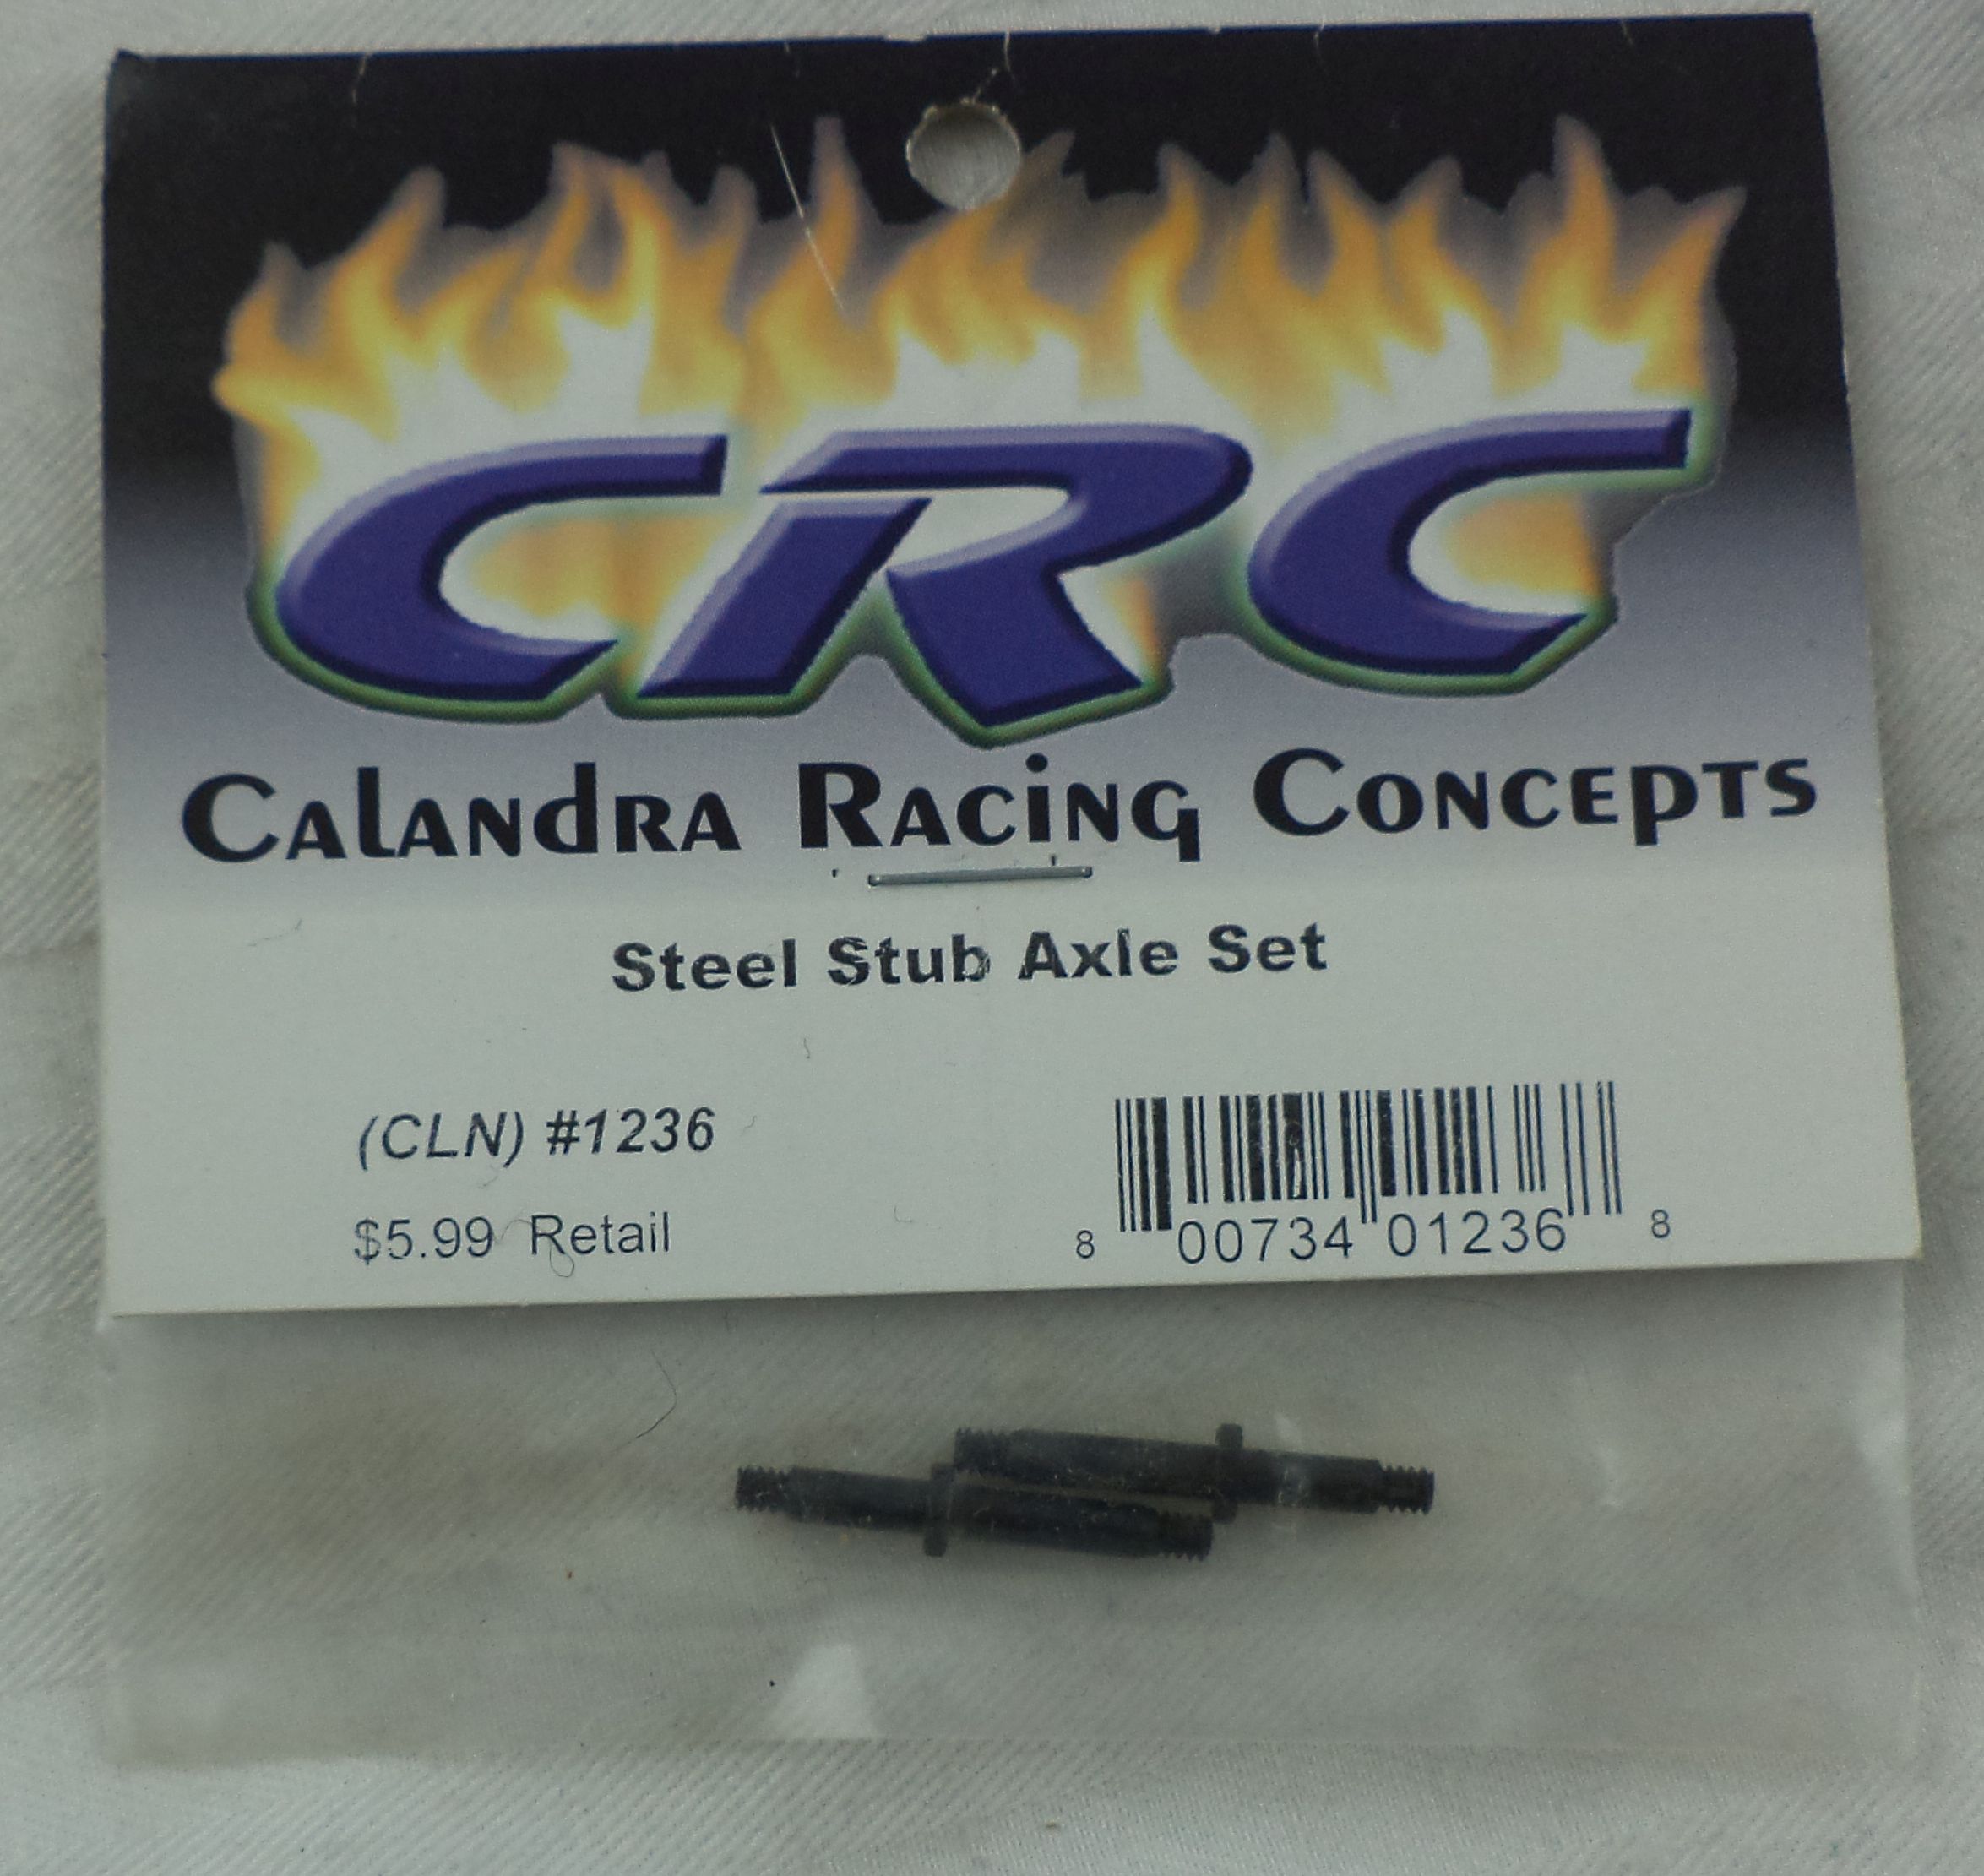 CRC
Calandra Racing Concepts
Steel Stub Axle Set
(CLN) #1236
$5.99 Retail
8 00734 01236 8